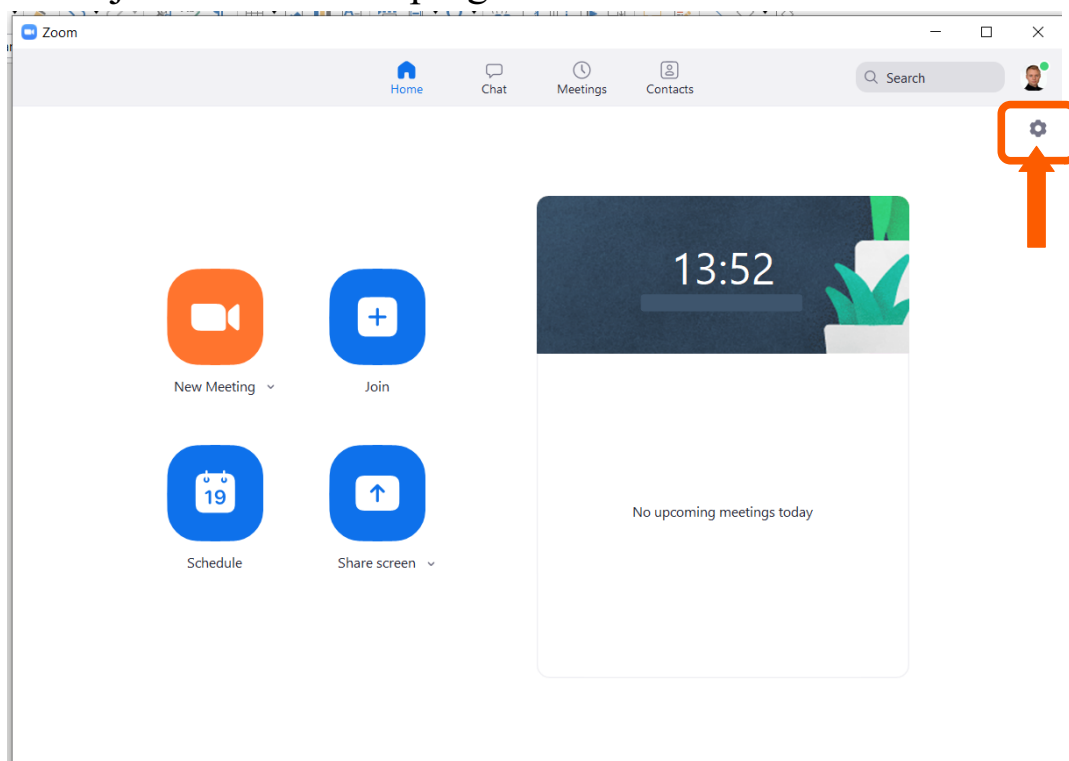 Zoom
Home
Chat
Meetings
Contacts
Search
13:52
New Meeting
Join
19
Schedule
Share screen
No upcoming meetings today